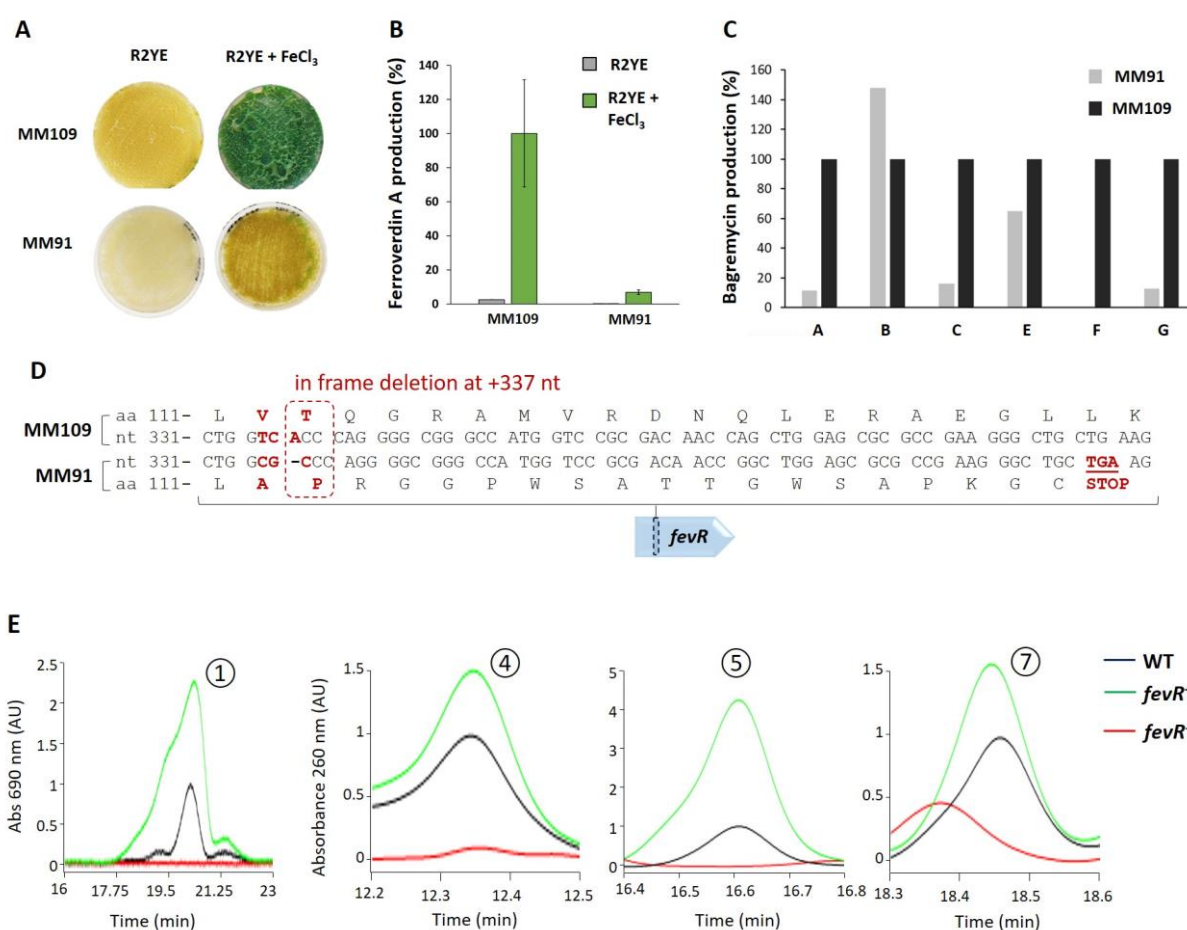 A
R2YE R2YE + FeCl₃
MM109
MM91
B
Ferroverdin A production (%)
140
120
100
80
60
40
20
0
R2YE
R2YE +
FeCl₃
MM109 MM91
C
Bagremycin production (%)
160
140
120
100
80
60
40
20
0
MM91
MM109
A B C E F G
D
in frame deletion at +337 nt
MM109
aa 111- L V T Q G R A M V R D N Q L E R A E G L L K
nt 331- CTG GTC ACC CAG GGG CGG GCC ATG GTC CGC GAC AAC CAG CTG GAG CGC GCC GAA GGG CTG CTGAAG
MM91
nt 331- CTG GCG -CCC AGG GGC GGG CCA TGG TCC GCG ACA ACC GGC TGG AGC GCG CCG AAG GGC TGC TGA AG
aa 111- L A P R G G P W S A T T G W S A P K G C STOP
fevR
E
Abs 690 nm (AU)
2.5
2
1.5
1
0.5
0
1
16 17.75 19.5 21.25 23
Time (min)
Absorbance 260 nm (AU)
1.5
1
0.5
0
4
12.2 12.3 12.4 12.5
Time (min)
5
4
3
2
1
0
5
16.4 16.5 16.6 16.7 16.8
Time (min)
1.5
1
0.5
0
7
18.3 18.4 18.5 18.6
Time (min)
WT
fevR
fevR